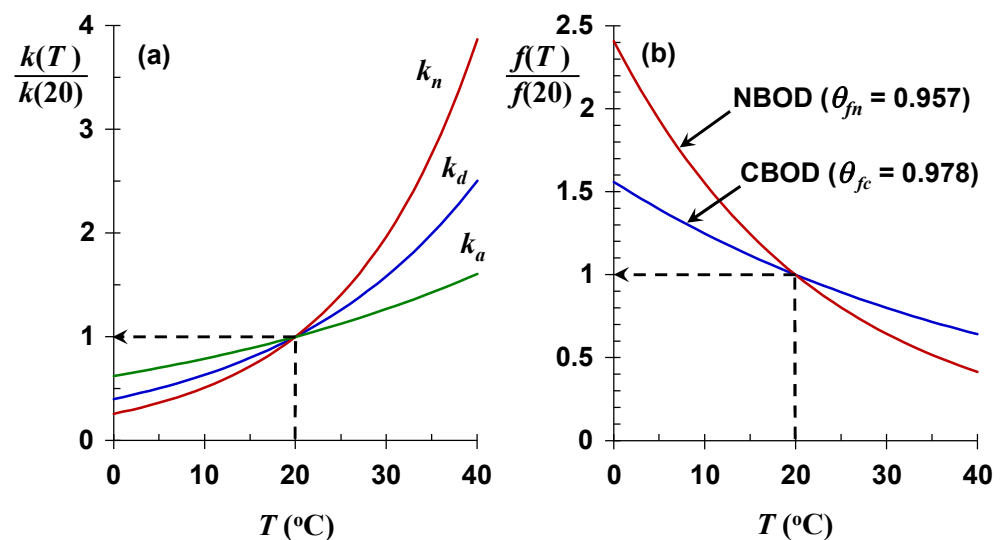 k(T)
k(20)
(a)
4
3
2
1
0
k_n
k_d
k_a
0 10 20 30 40
T (°C)
f(T)
f(20)
(b)
2.5
2
1.5
1
0.5
0
NBOD (θ_fn = 0.957)
CBOD (θ_fc = 0.978)
0 10 20 30 40
T (°C)